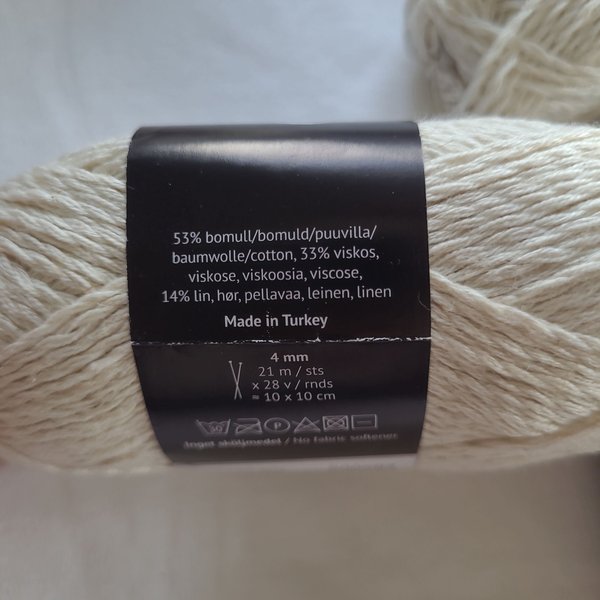 53% bomull/bomuld/puuvilla/
baumwolle/cotton, 33% viskos,
viskose, viskoosia, viscose,
14% lin, hør, pellavaa, leinen, linen
Made in Turkey
4 mm
21 m / sts
x 28 v / rnds
= 10 x 10 cm
30 P
Inget sköljmedel / No fabric softener